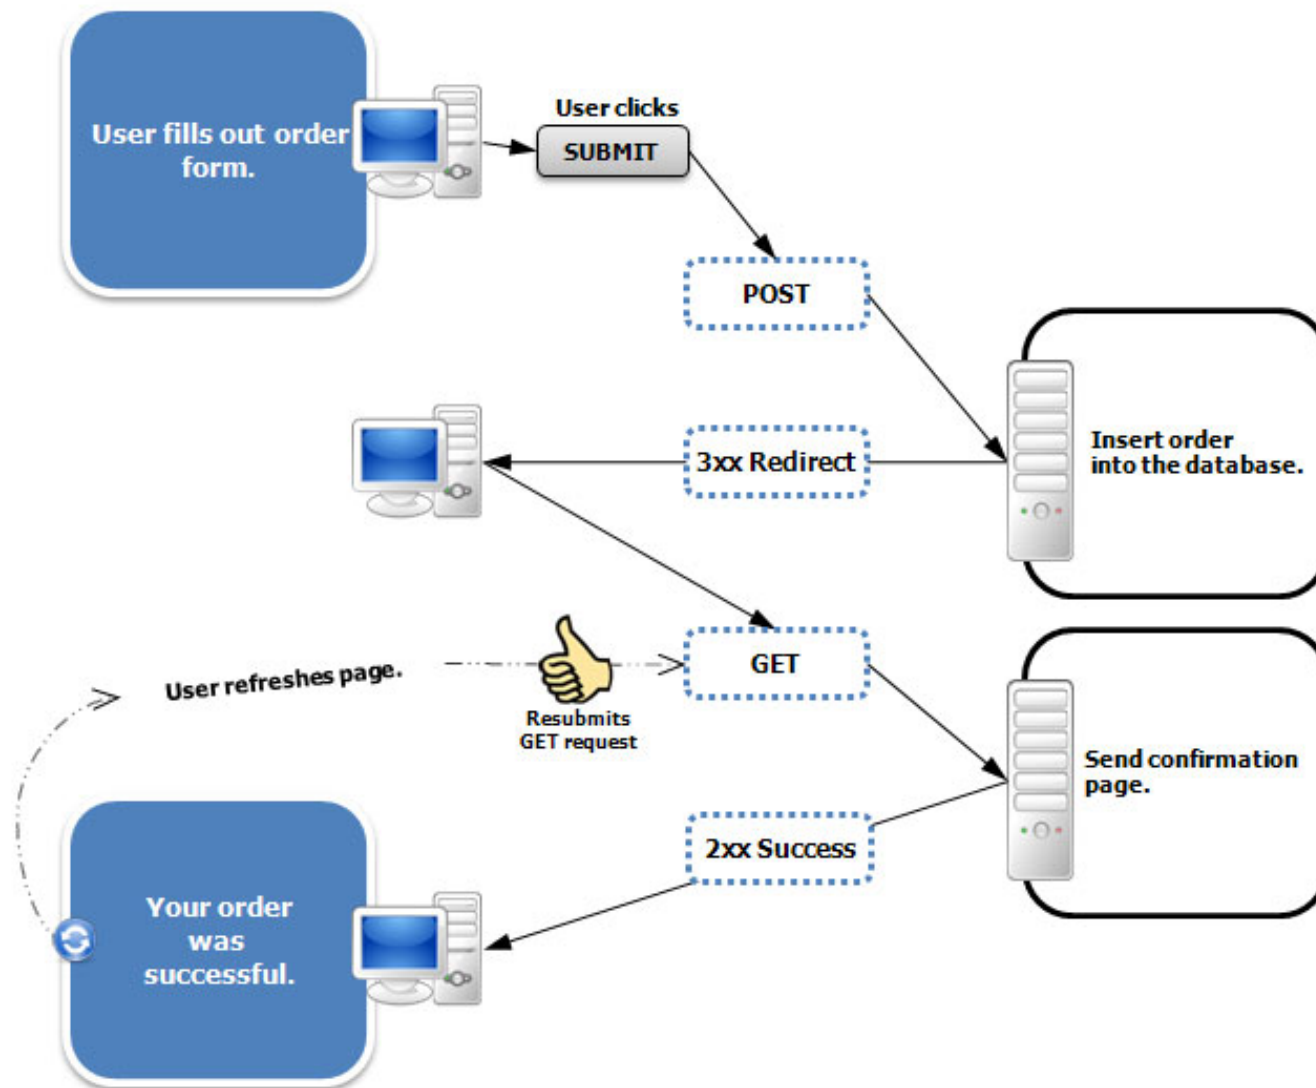 User fills out order
form.
User clicks
SUBMIT
POST
3xx Redirect
Insert order
into the database.
User refreshes page.
Resubmits
GET request
GET
Send confirmation
page.
2xx Success
Your order
was
successful.